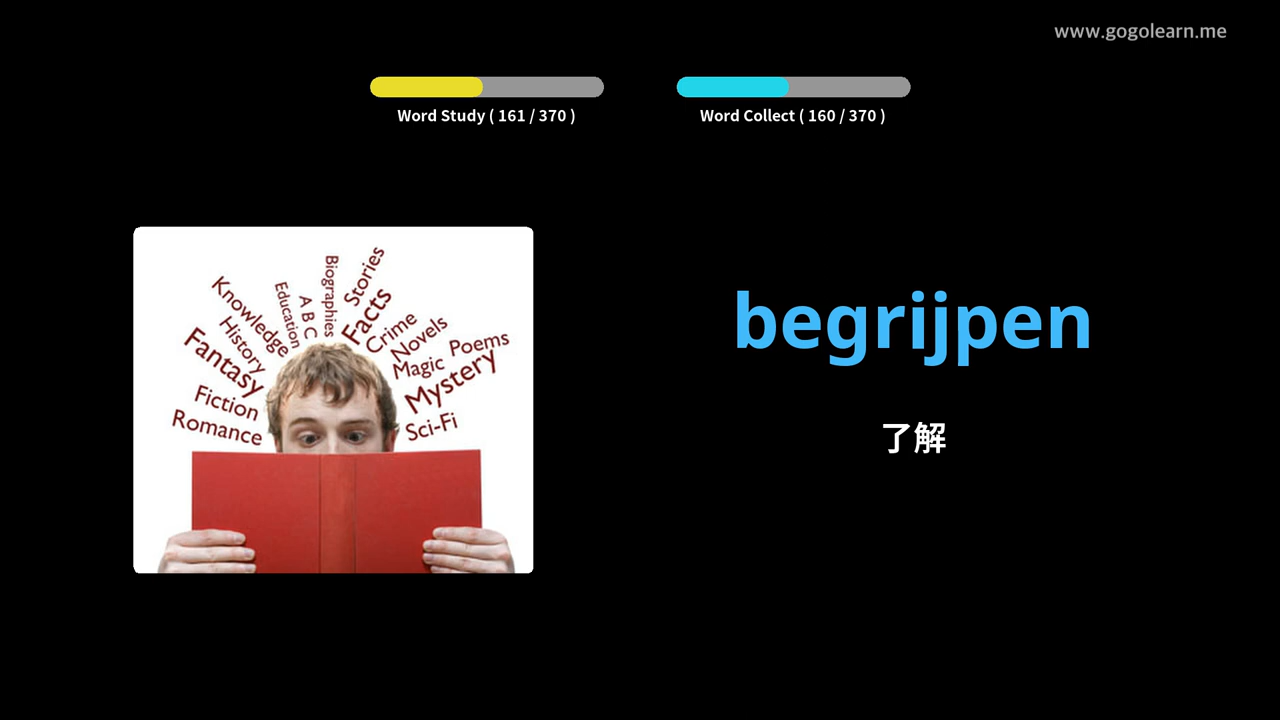 www.gogolearn.me
Word Study ( 161 / 370 )
Word Collect ( 160 / 370 )
Biographies
Stories
Education
A B C
Facts
Knowledge
Crime
History
Novels
Fantasy
Magic
Poems
Mystery
Fiction
Romance
Sci-Fi
begrijpen
了解